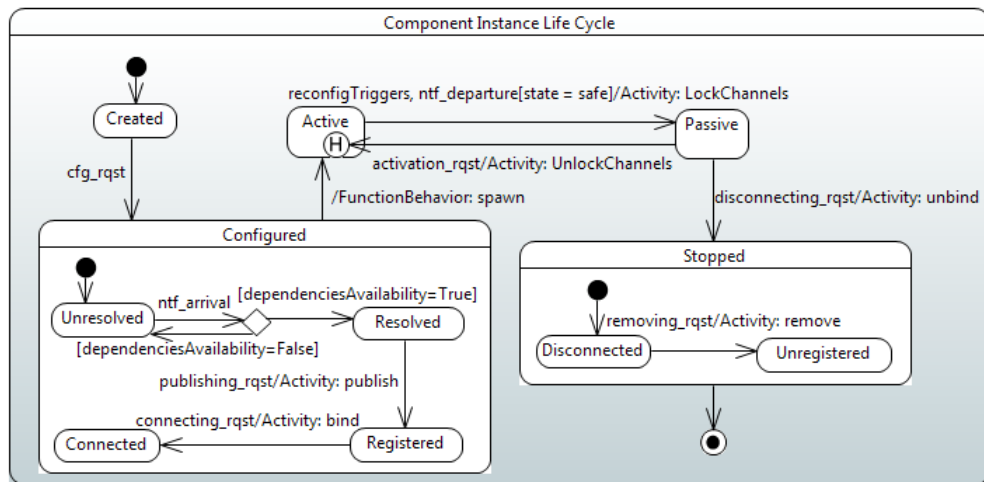 Component Instance Life Cycle
reconfigTriggers, ntf_departure[state = safe]/Activity: LockChannels
Created
Active
H
Passive
activation_rqst/Activity: UnlockChannels
cfg_rqst
/FunctionBehavior: spawn
disconnecting_rqst/Activity: unbind
Configured
Stopped
[dependenciesAvailability=True]
ntf_arrival
Unresolved
Resolved
[dependenciesAvailability=False]
/removing_rqst/Activity: remove
Disconnected
Unregistered
publishing_rqst/Activity: publish
connecting_rqst/Activity: bind
Connected
Registered